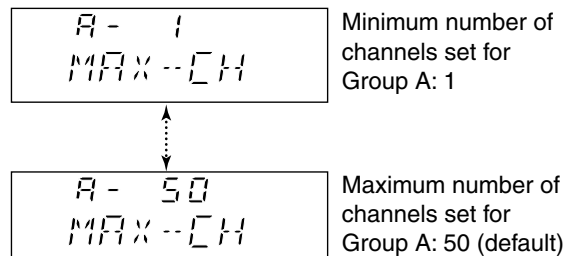 A- 1
MAX--CH
Minimum number of
channels set for
Group A: 1
A- 50
MAX--CH
Maximum number of
channels set for
Group A: 50 (default)